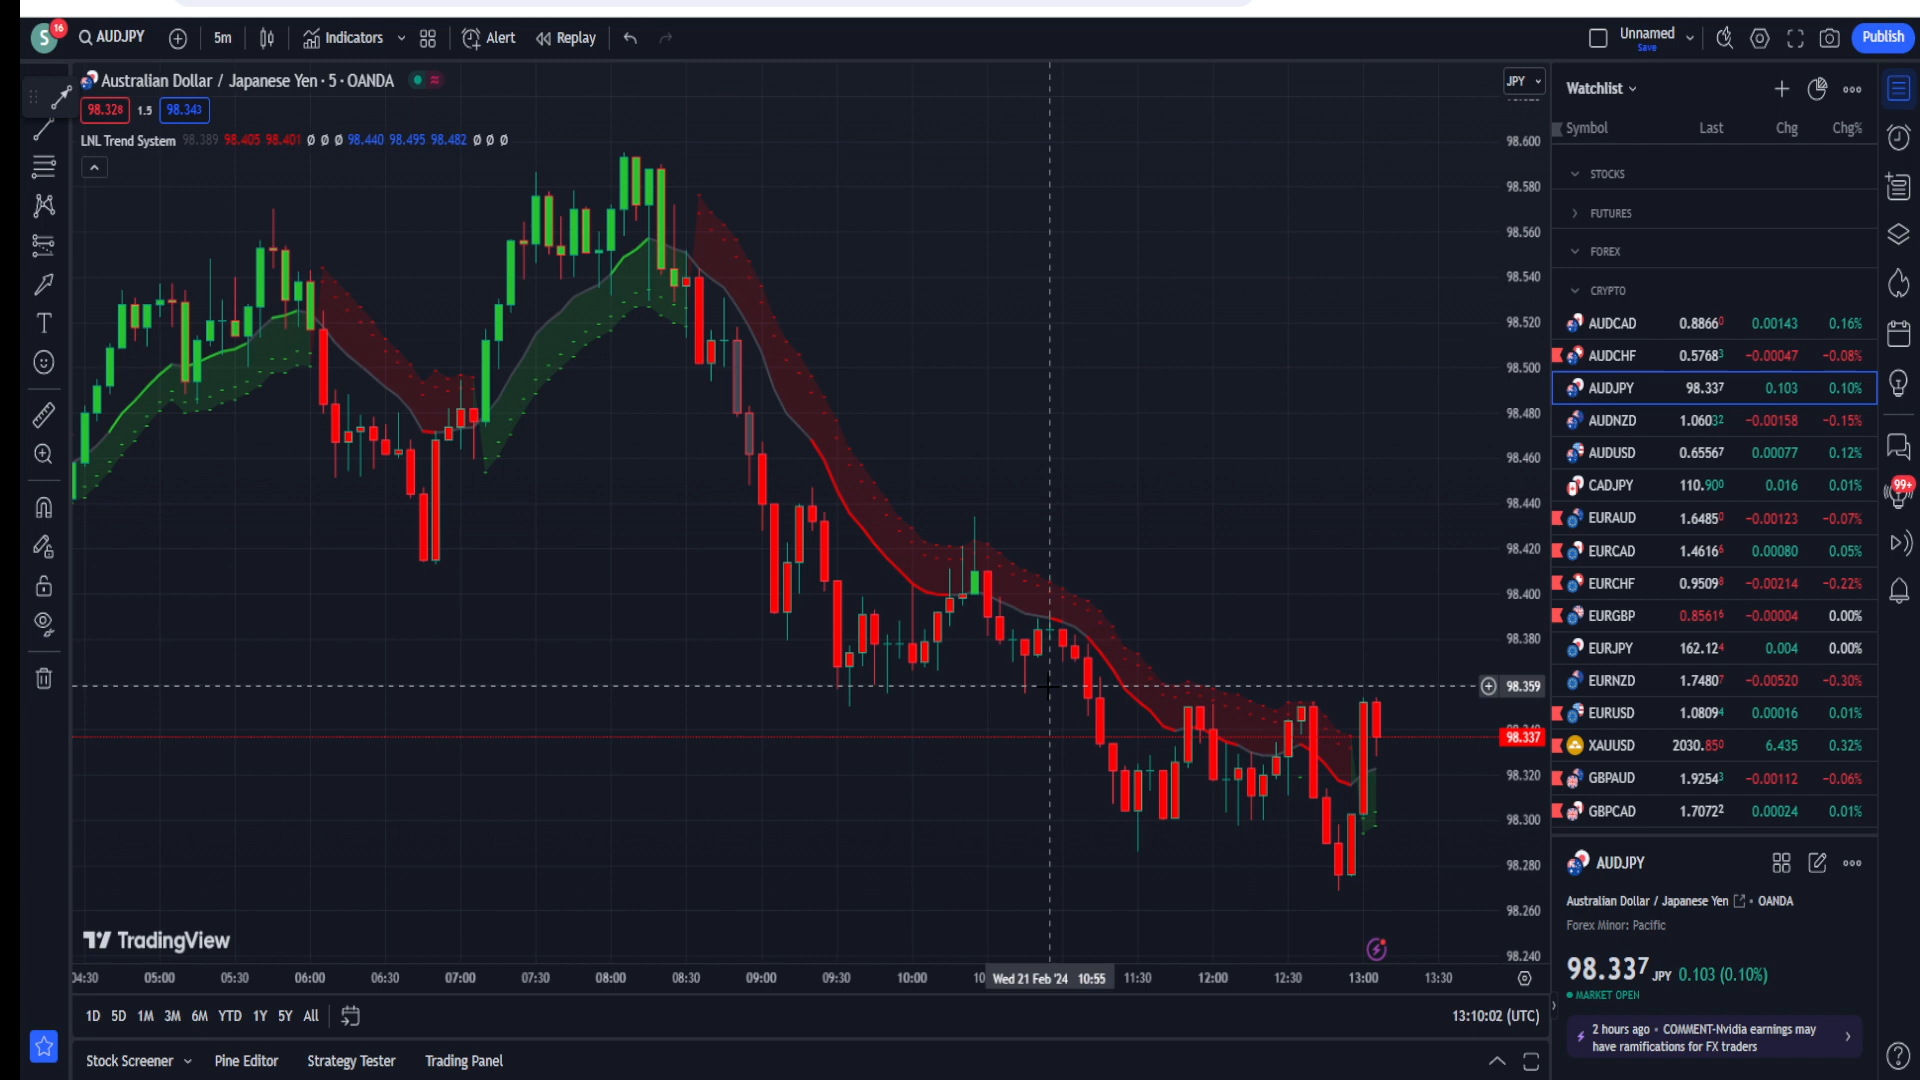 S 16 AUDJPY 5m Indicators Alert Replay Unnamed Save Publish
Australian Dollar / Japanese Yen · 5 · OANDA
98.328 1.5 98.343
LNL Trend System 98.389 98.405 98.401 Ø Ø Ø 98.440 98.495 98.482 Ø Ø Ø
JPY
98.600
98.580
98.560
98.540
98.520
98.500
98.480
98.460
98.440
98.420
98.400
98.380
98.359
98.337
98.320
98.300
98.280
98.260
98.240
TradingView
04:30 05:00 05:30 06:00 06:30 07:00 07:30 08:00 08:30 09:00 09:30 10:00 Wed 21 Feb '24 10:55 11:30 12:00 12:30 13:00 13:30
1D 5D 1M 3M 6M YTD 1Y 5Y All 13:10:02 (UTC)
Stock Screener Pine Editor Strategy Tester Trading Panel
Watchlist
Symbol Last Chg Chg%
STOCKS
FUTURES
FOREX
CRYPTO
AUDCAD 0.88660 0.00143 0.16%
AUDCHF 0.57683 −0.00047 −0.08%
AUDJPY 98.337 0.103 0.10%
AUDNZD 1.06032 −0.00158 −0.15%
AUDUSD 0.65567 0.00077 0.12%
CADJPY 110.900 0.016 0.01%
EURAUD 1.64850 −0.00123 −0.07%
EURCAD 1.46166 0.00080 0.05%
EURCHF 0.95098 −0.00214 −0.22%
EURGBP 0.85616 −0.00004 0.00%
EURJPY 162.124 0.004 0.00%
EURNZD 1.74807 −0.00520 −0.30%
EURUSD 1.08094 0.00016 0.01%
XAUUSD 2030.850 6.435 0.32%
GBPAUD 1.92543 −0.00112 −0.06%
GBPCAD 1.70722 0.00024 0.01%
AUDJPY
Australian Dollar / Japanese Yen • OANDA
Forex Minor: Pacific
98.337 JPY 0.103 (0.10%)
MARKET OPEN
2 hours ago • COMMENT-Nvidia earnings may
have ramifications for FX traders
99+